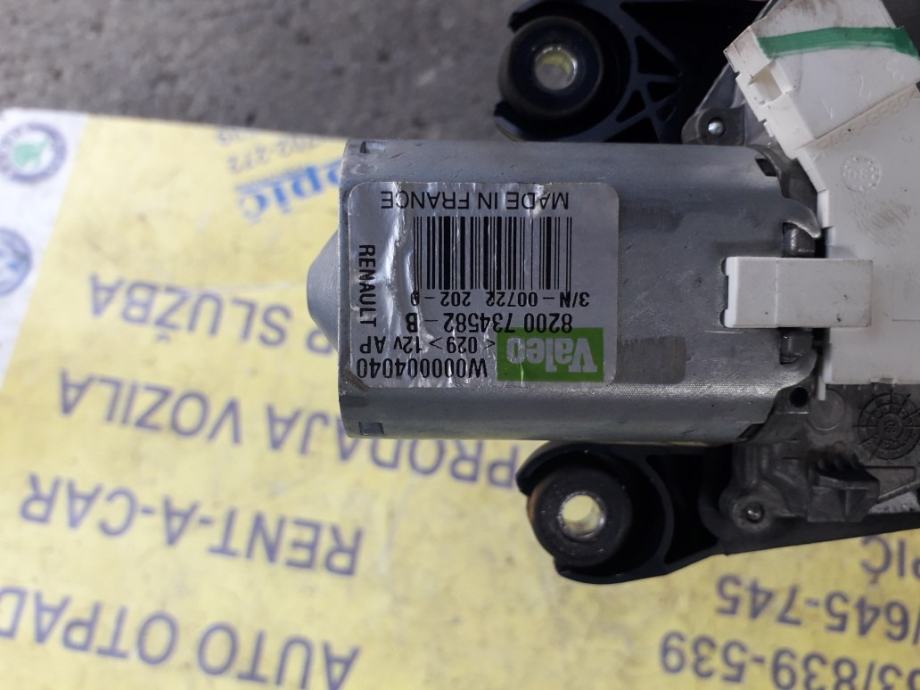 Valeo
W000004040
< 029 > 12v AP
8200 734582 - B
3/N - 00722 202 - 9
RENAULT
MADE IN FRANCE
AUTO OTPAD
RENT-A-CAR
PRODAJA VOZILA
SLUŽBA
/839-539
/645-745